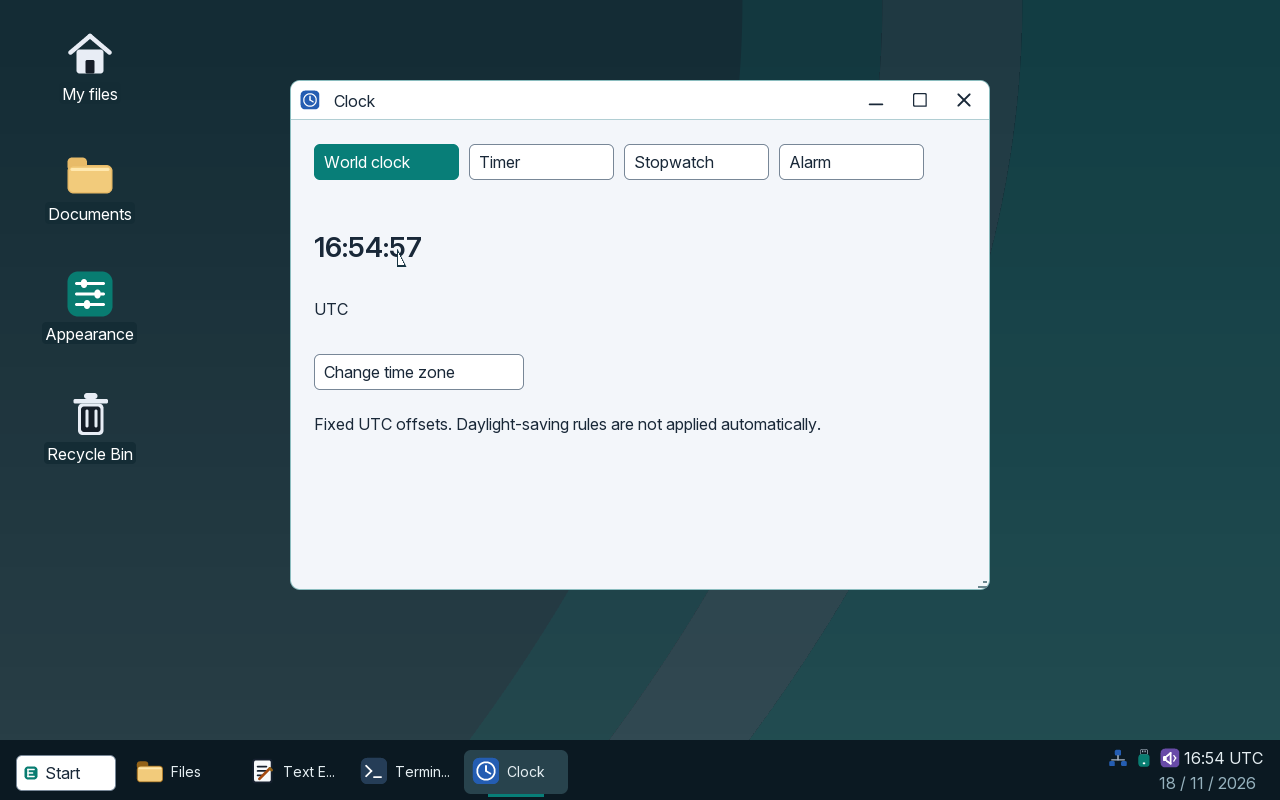 My files
Documents
Appearance
Recycle Bin
Clock
World clock
Timer
Stopwatch
Alarm
16:54:57
UTC
Change time zone
Fixed UTC offsets. Daylight-saving rules are not applied automatically.
Start
Files
Text E...
Termin...
Clock
16:54 UTC
18 / 11 / 2026